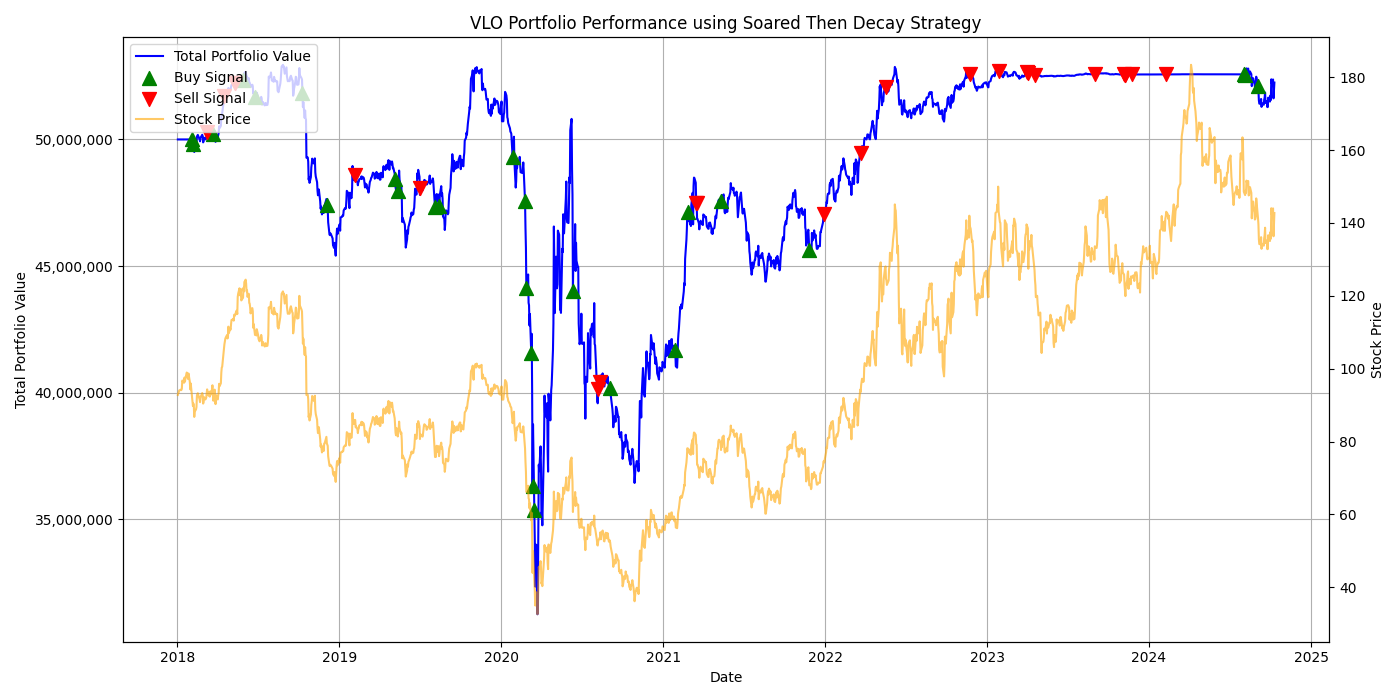 VLO Portfolio Performance using Soared Then Decay Strategy
Total Portfolio Value
Buy Signal
Sell Signal
Stock Price
50,000,000
45,000,000
40,000,000
35,000,000
Total Portfolio Value
180
160
140
120
100
80
60
40
Stock Price
2018
2019
2020
2021
2022
2023
2024
2025
Date